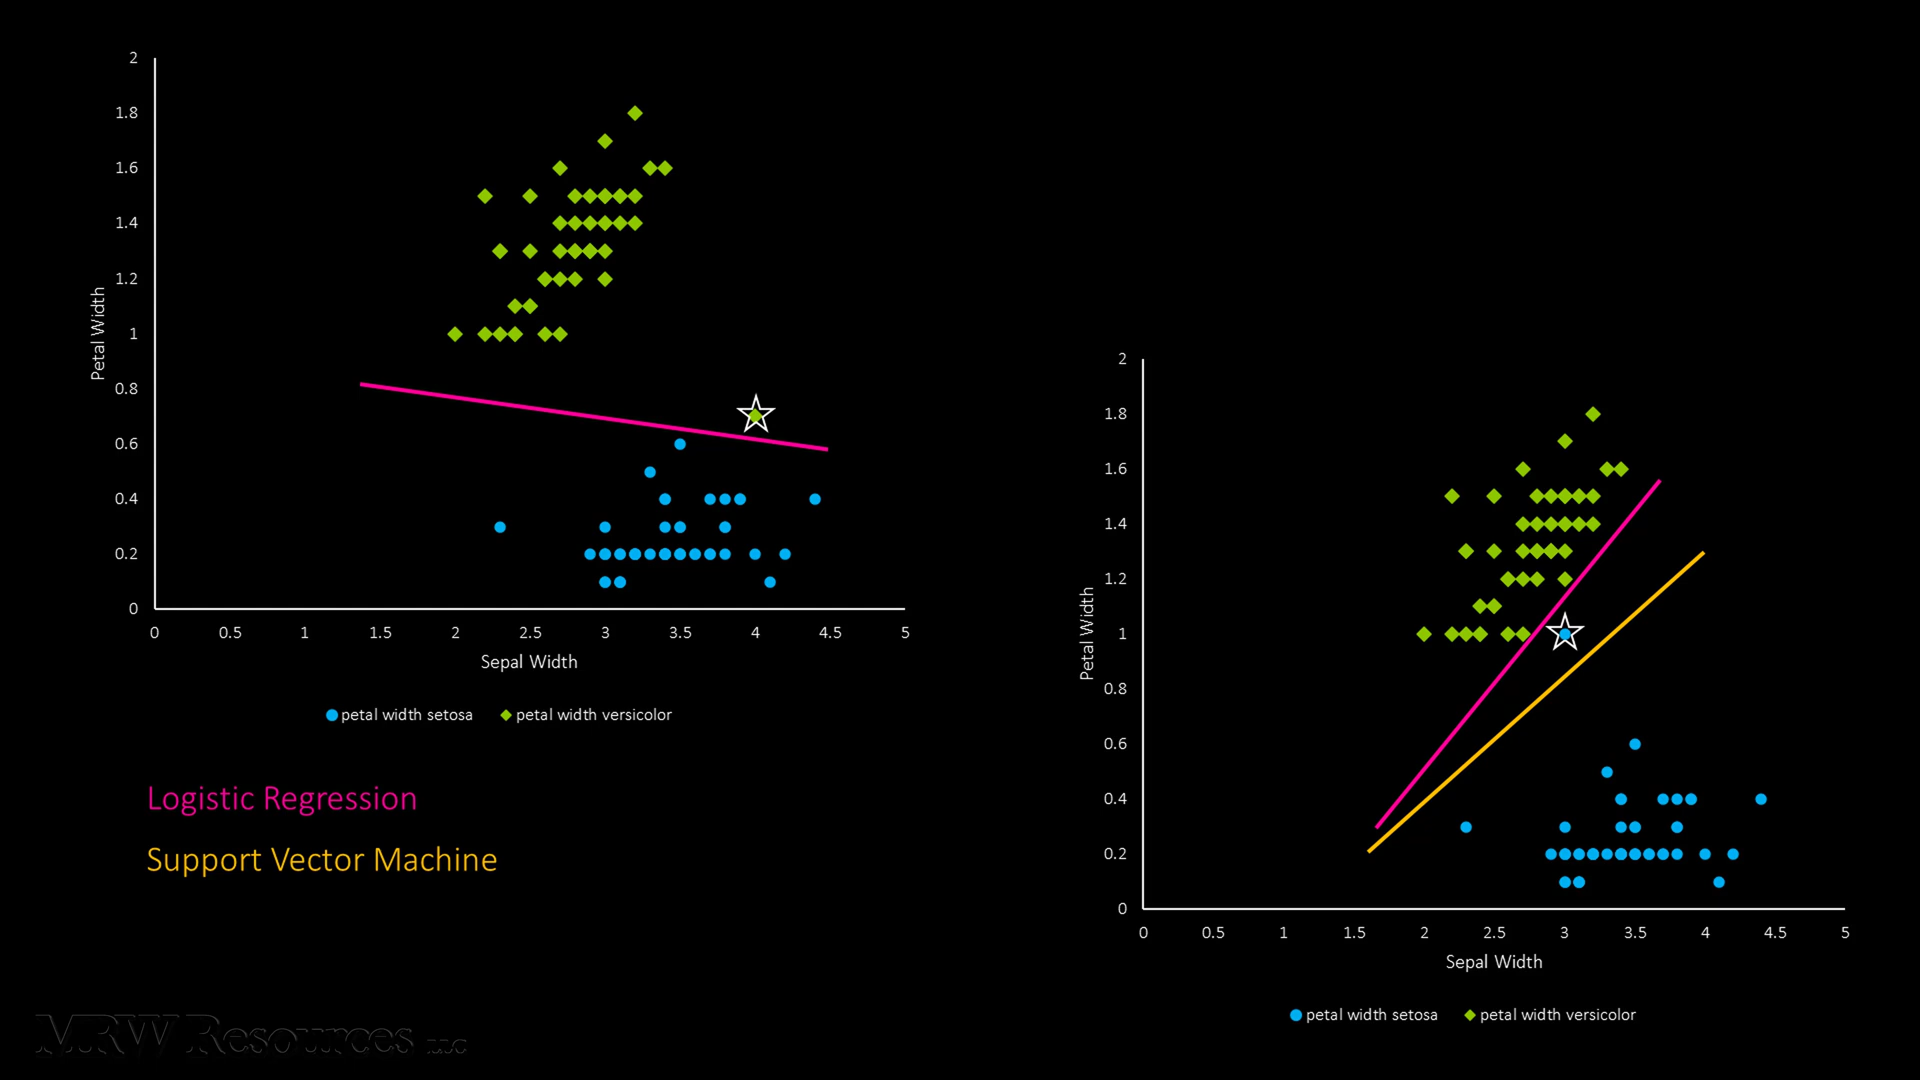 2
1.8
1.6
1.4
1.2
1
0.8
0.6
0.4
0.2
0
Petal Width
0 0.5 1 1.5 2 2.5 3 3.5 4 4.5 5
Sepal Width
petal width setosa petal width versicolor
Logistic Regression
Support Vector Machine
2
1.8
1.6
1.4
1.2
1
0.8
0.6
0.4
0.2
0
Petal Width
0 0.5 1 1.5 2 2.5 3 3.5 4 4.5 5
Sepal Width
petal width setosa petal width versicolor
MRW Resources LLC